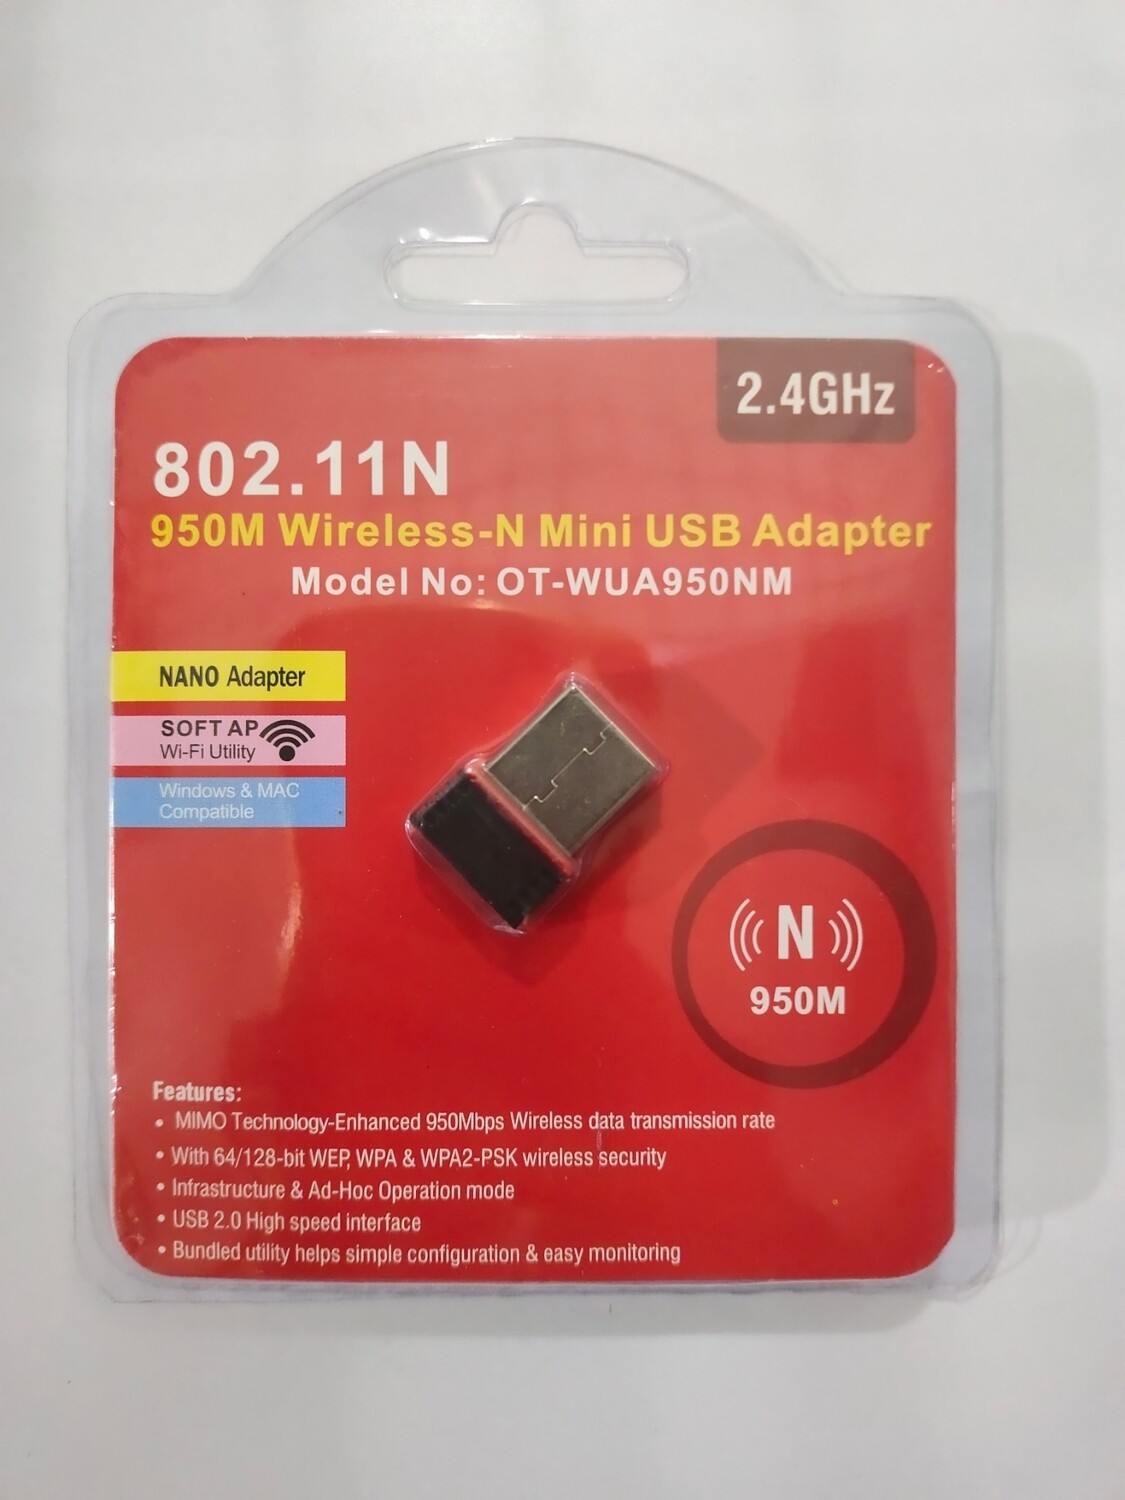 2.4GHz
802.11N
950M Wireless-N Mini USB Adapter
Model No: OT-WUA950NM
NANO Adapter
SOFT AP
Wi-Fi Utility
Windows & MAC
Compatible
N
950M
Features:
• MIMO Technology-Enhanced 950Mbps Wireless data transmission rate
• With 64/128-bit WEP, WPA & WPA2-PSK wireless security
• Infrastructure & Ad-Hoc Operation mode
• USB 2.0 High speed interface
• Bundled utility helps simple configuration & easy monitoring